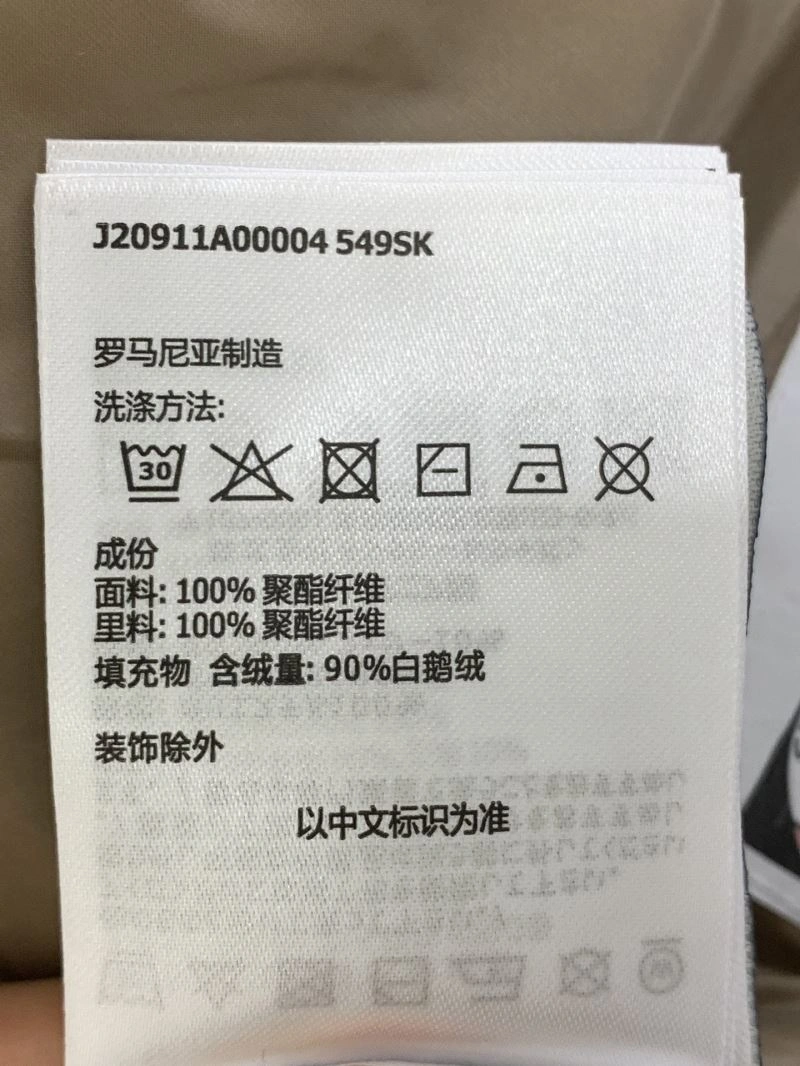 J20911A00004 549SK
罗马尼亚制造
洗涤方法:
30
成份
面料: 100% 聚酯纤维
里料: 100% 聚酯纤维
填充物 含绒量: 90%白鹅绒
装饰除外
以中文标识为准